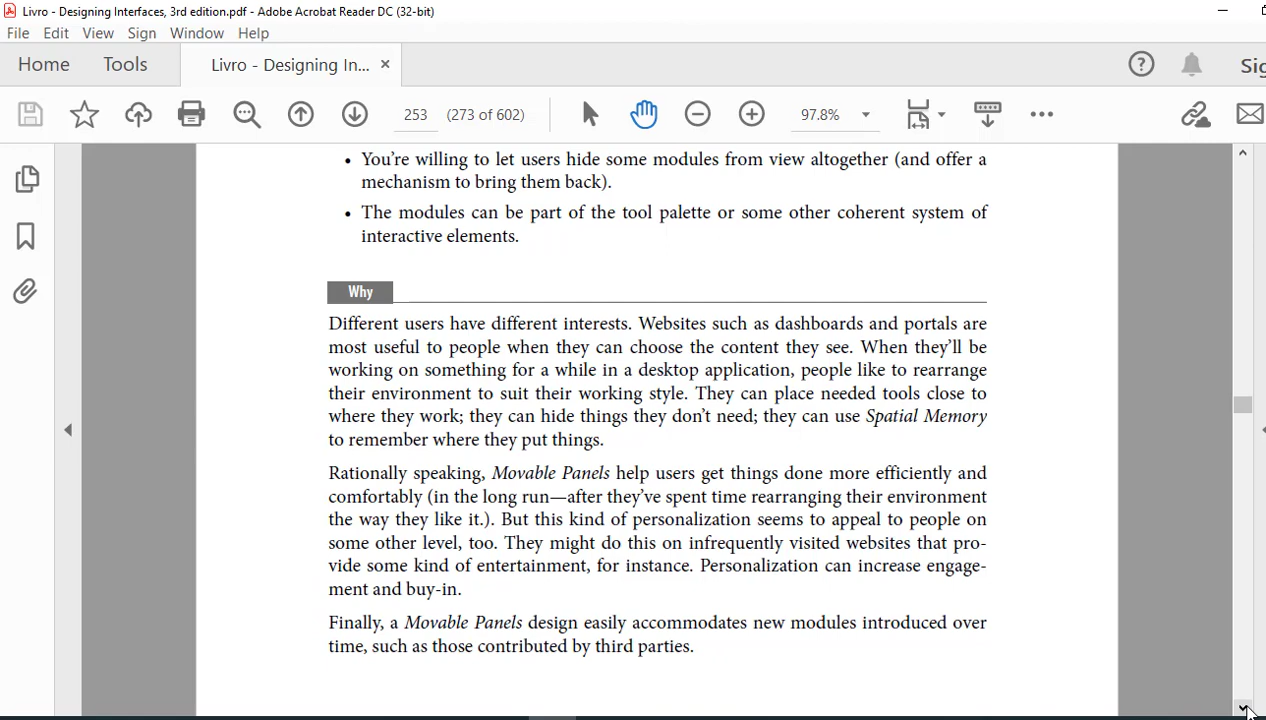 Livro - Designing Interfaces, 3rd edition.pdf - Adobe Acrobat Reader DC (32-bit)
File Edit View Sign Window Help
Home Tools Livro - Designing In... ×
253 (273 of 602) 97.8%
• You're willing to let users hide some modules from view altogether (and offer a
mechanism to bring them back).
• The modules can be part of the tool palette or some other coherent system of
interactive elements.
Why
Different users have different interests. Websites such as dashboards and portals are
most useful to people when they can choose the content they see. When they'll be
working on something for a while in a desktop application, people like to rearrange
their environment to suit their working style. They can place needed tools close to
where they work; they can hide things they don't need; they can use Spatial Memory
to remember where they put things.
Rationally speaking, Movable Panels help users get things done more efficiently and
comfortably (in the long run—after they've spent time rearranging their environment
the way they like it.). But this kind of personalization seems to appeal to people on
some other level, too. They might do this on infrequently visited websites that pro-
vide some kind of entertainment, for instance. Personalization can increase engage-
ment and buy-in.
Finally, a Movable Panels design easily accommodates new modules introduced over
time, such as those contributed by third parties.